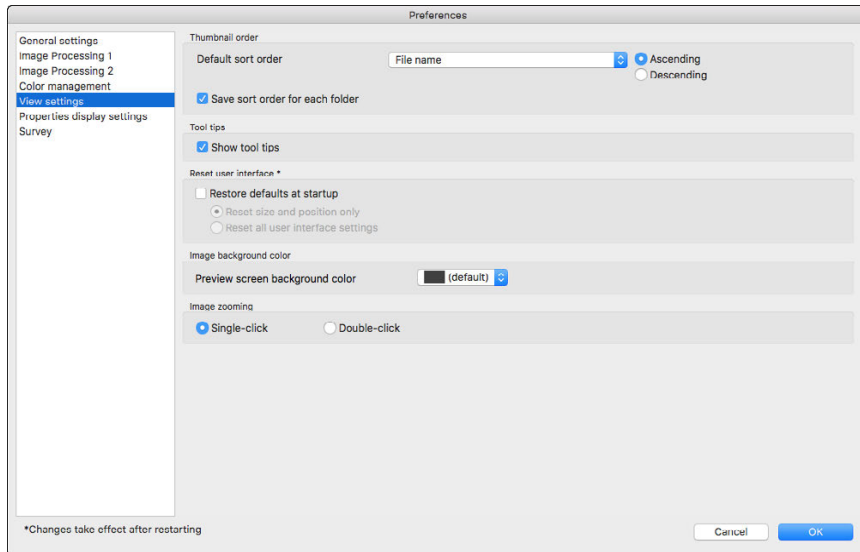 Preferences
General settings
Image Processing 1
Image Processing 2
Color management
View settings
Properties display settings
Survey
Thumbnail order
Default sort order File name Ascending
Descending
Save sort order for each folder
Tool tips
Show tool tips
Reset user interface *
Restore defaults at startup
Reset size and position only
Reset all user interface settings
Image background color
Preview screen background color (default)
Image zooming
Single-click Double-click
*Changes take effect after restarting
Cancel OK